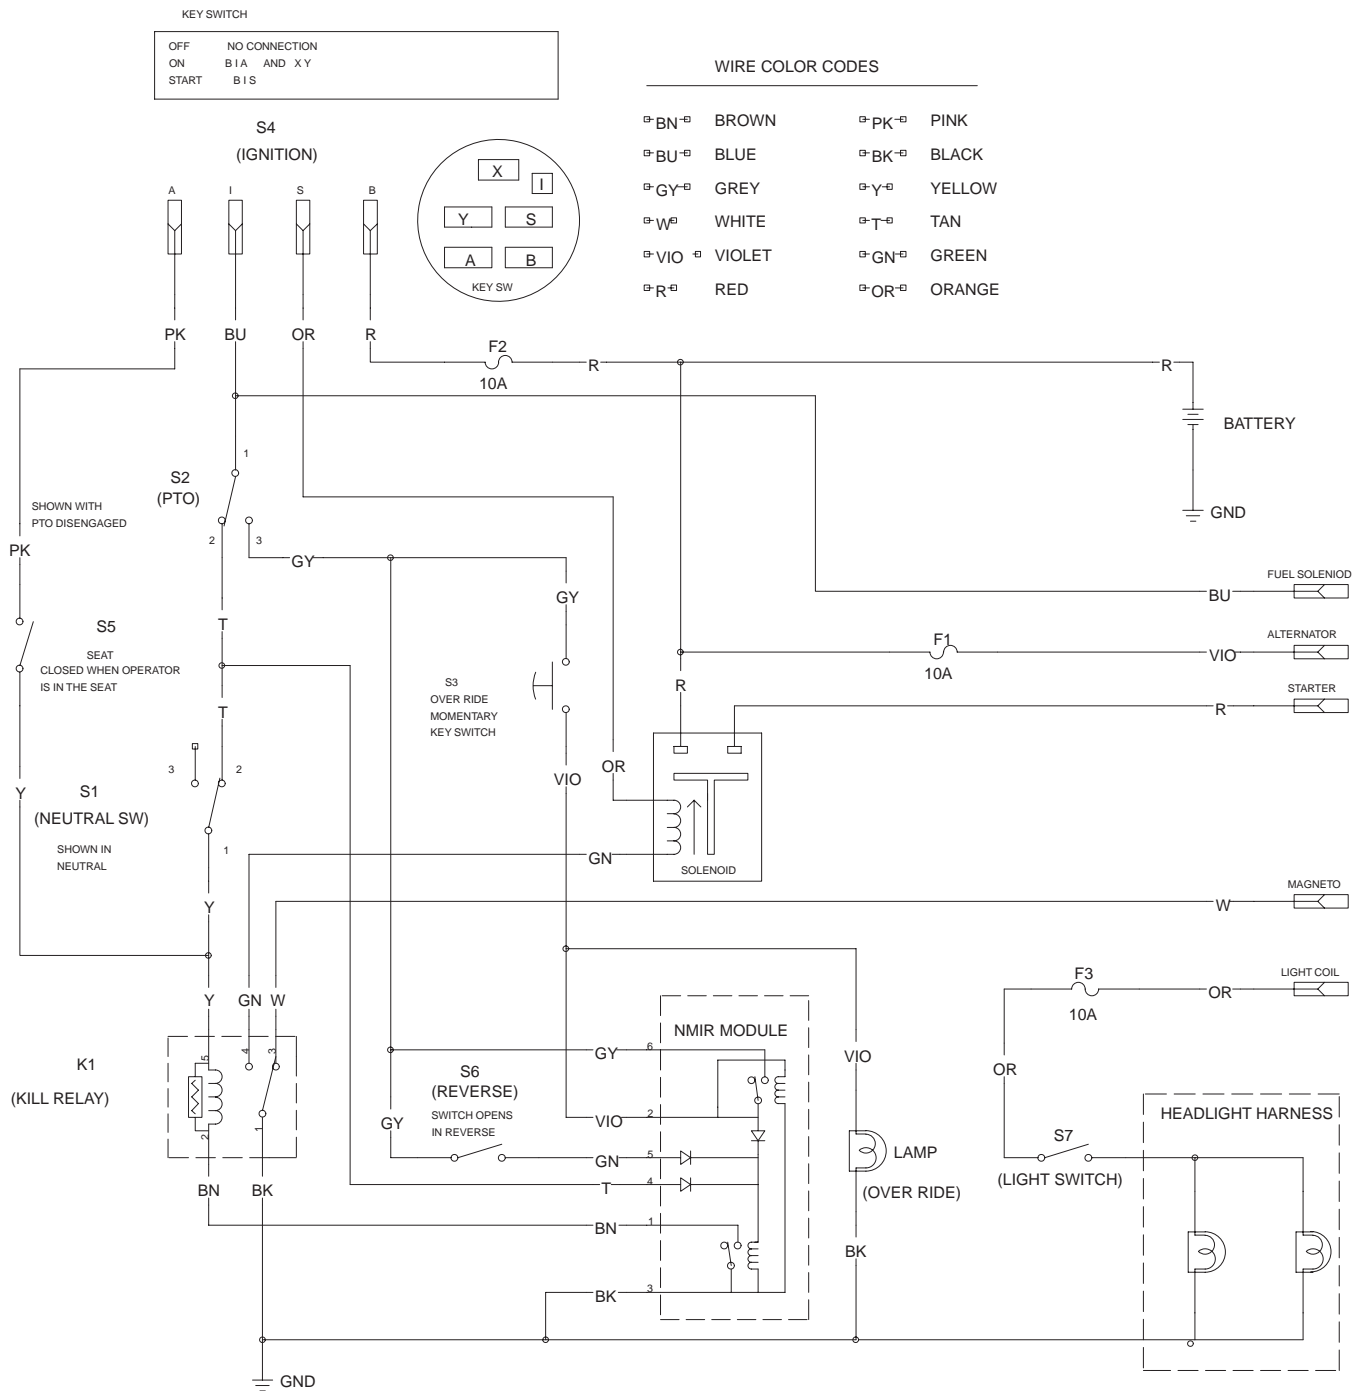 KEY SWITCH
OFF NO CONNECTION
ON B I A AND X Y
START B I S
WIRE COLOR CODES
BN BROWN PK PINK
BU BLUE BK BLACK
GY GREY Y YELLOW
W WHITE T TAN
VIO VIOLET GN GREEN
R RED OR ORANGE
S4
(IGNITION)
A I S B
X
I
Y S
A B
KEY SW
PK BU OR R
F2
10A
R
R
BATTERY
GND
1
S2
(PTO)
SHOWN WITH
PTO DISENGAGED
2 3
PK
GY
GY
FUEL SOLENIOD
BU
T
S5
SEAT
CLOSED WHEN OPERATOR
IS IN THE SEAT
F1
10A
ALTERNATOR
VIO
S3
OVER RIDE
MOMENTARY
KEY SWITCH
R
STARTER
R
T
3 2
Y
S1
(NEUTRAL SW)
SHOWN IN
NEUTRAL
1
VIO
OR
GN
SOLENOID
MAGNETO
W
Y
F3
10A
LIGHT COIL
OR
Y GN W
K1
(KILL RELAY)
5 4 3
2 1
NMIR MODULE
GY 6
S6
(REVERSE)
SWITCH OPENS
IN REVERSE
GY
VIO 2
GN 5
T 4
BN 1
BK 3
VIO
LAMP
(OVER RIDE)
BK
OR
S7
(LIGHT SWITCH)
HEADLIGHT HARNESS
BN BK
GND